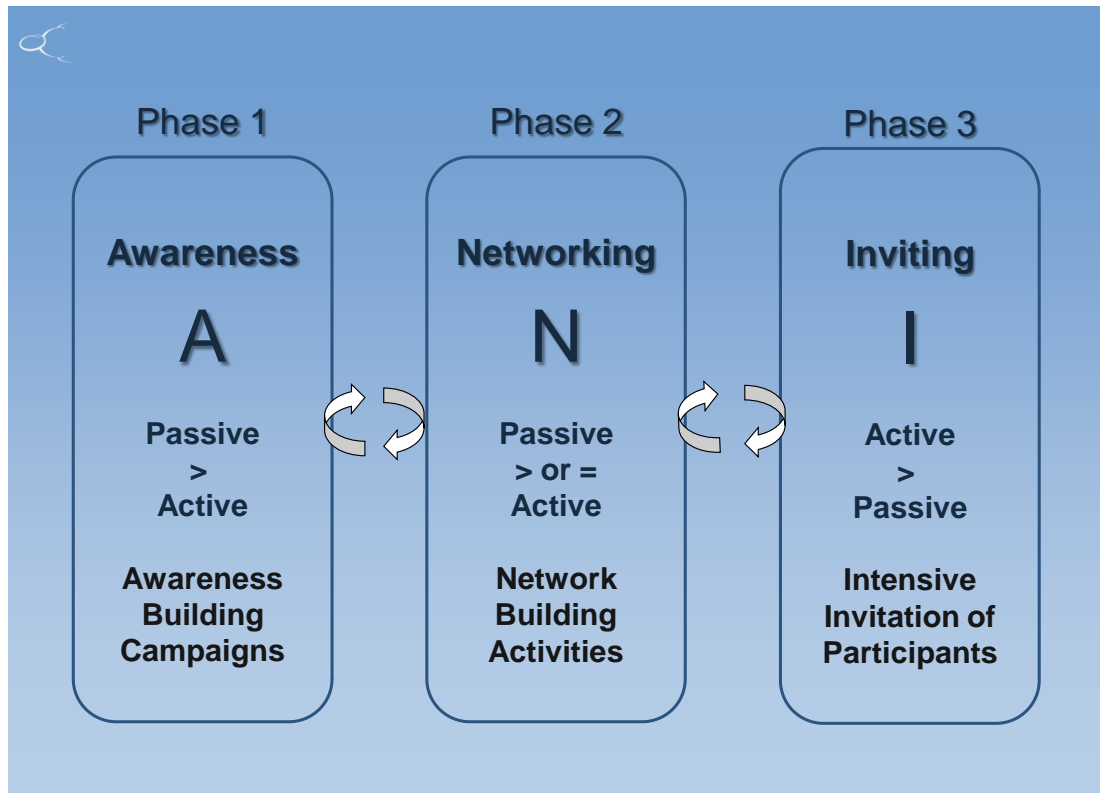 Phase 1
Awareness
A
Passive
>
Active
Awareness
Building
Campaigns
Phase 2
Networking
N
Passive
> or =
Active
Network
Building
Activities
Phase 3
Inviting
I
Active
>
Passive
Intensive
Invitation of
Participants